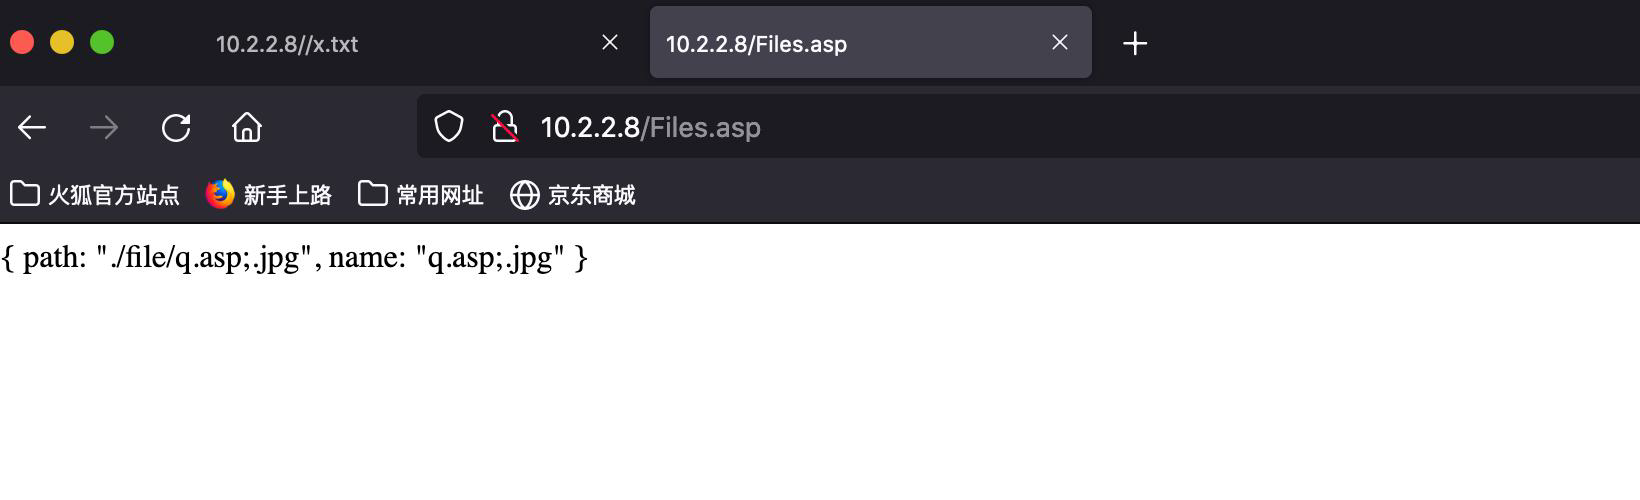 10.2.2.8//x.txt
10.2.2.8/Files.asp
10.2.2.8/Files.asp
火狐官方站点 新手上路 常用网址 京东商城
{ path: "./file/q.asp;.jpg", name: "q.asp;.jpg" }